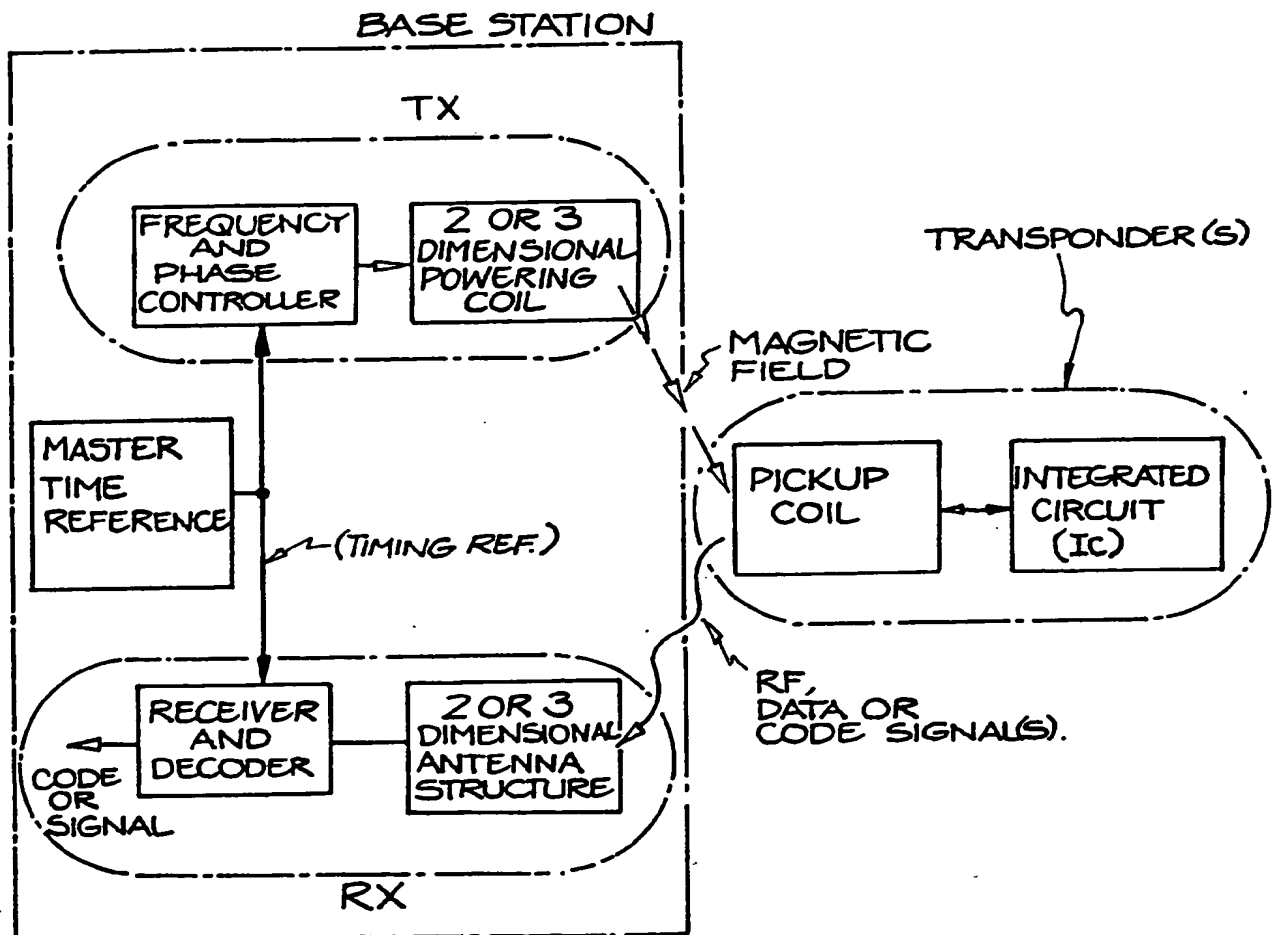 BASE STATION
TX
FREQUENCY
AND
PHASE
CONTROLLER
2 OR 3
DIMENSIONAL
POWERING
COIL
TRANSPONDER(S)
MAGNETIC
FIELD
MASTER
TIME
REFERENCE
(TIMING REF.)
PICKUP
COIL
INTEGRATED
CIRCUIT
(IC)
RECEIVER
AND
DECODER
2 OR 3
DIMENSIONAL
ANTENNA
STRUCTURE
RF,
DATA OR
CODE SIGNAL(S).
CODE
OR
SIGNAL
RX